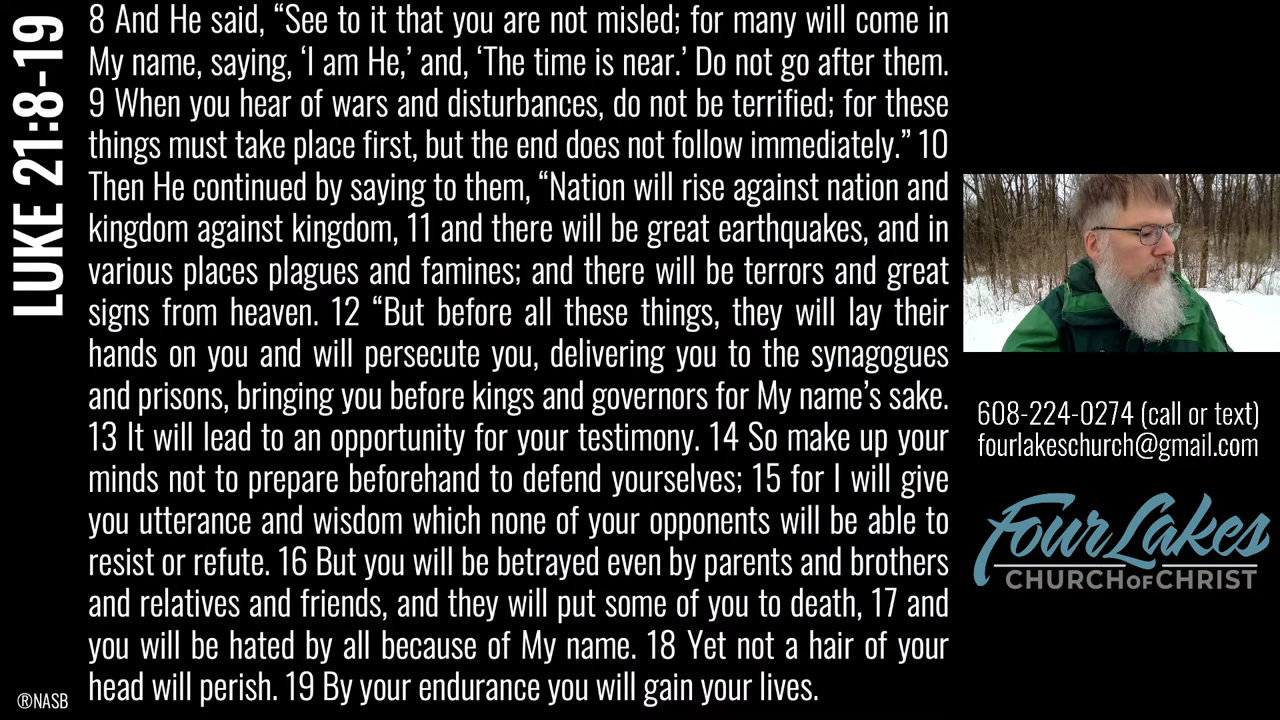 LUKE 21:8-19
8 And He said, “See to it that you are not misled; for many will come in
My name, saying, ‘I am He,’ and, ‘The time is near.’ Do not go after them.
9 When you hear of wars and disturbances, do not be terrified; for these
things must take place first, but the end does not follow immediately.” 10
Then He continued by saying to them, “Nation will rise against nation and
kingdom against kingdom, 11 and there will be great earthquakes, and in
various places plagues and famines; and there will be terrors and great
signs from heaven. 12 “But before all these things, they will lay their
hands on you and will persecute you, delivering you to the synagogues
and prisons, bringing you before kings and governors for My name’s sake.
13 It will lead to an opportunity for your testimony. 14 So make up your
minds not to prepare beforehand to defend yourselves; 15 for I will give
you utterance and wisdom which none of your opponents will be able to
resist or refute. 16 But you will be betrayed even by parents and brothers
and relatives and friends, and they will put some of you to death, 17 and
you will be hated by all because of My name. 18 Yet not a hair of your
head will perish. 19 By your endurance you will gain your lives.
®NASB
608-224-0274 (call or text)
fourlakeschurch@gmail.com
Four Lakes
CHURCH OF CHRIST